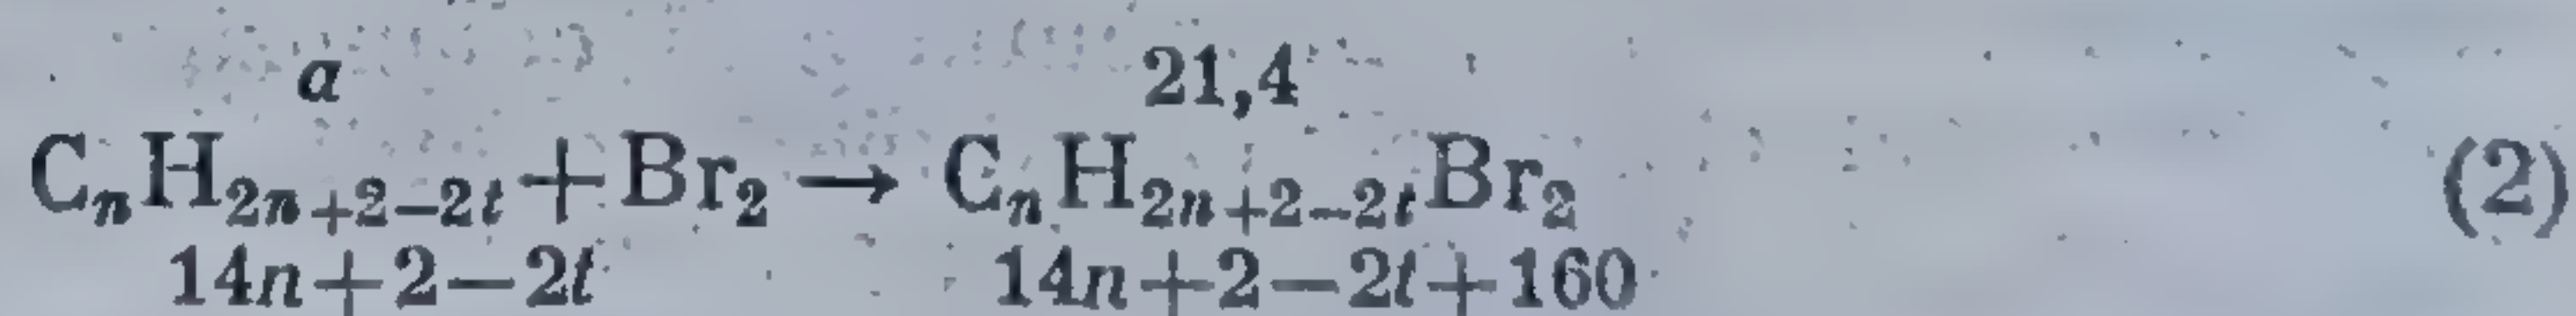 a 21,4
CₙH₂ₙ₊₂₋₂ₜ+Br₂→CₙH₂ₙ₊₂₋₂ₜBr₂ (2)
14n+2−2t 14n+2−2t+160